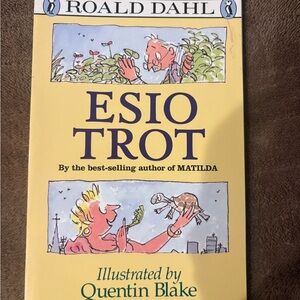 ROALD DAHL
ESIO
TROT
By the best-selling author of MATILDA
Illustrated by
Quentin Blake